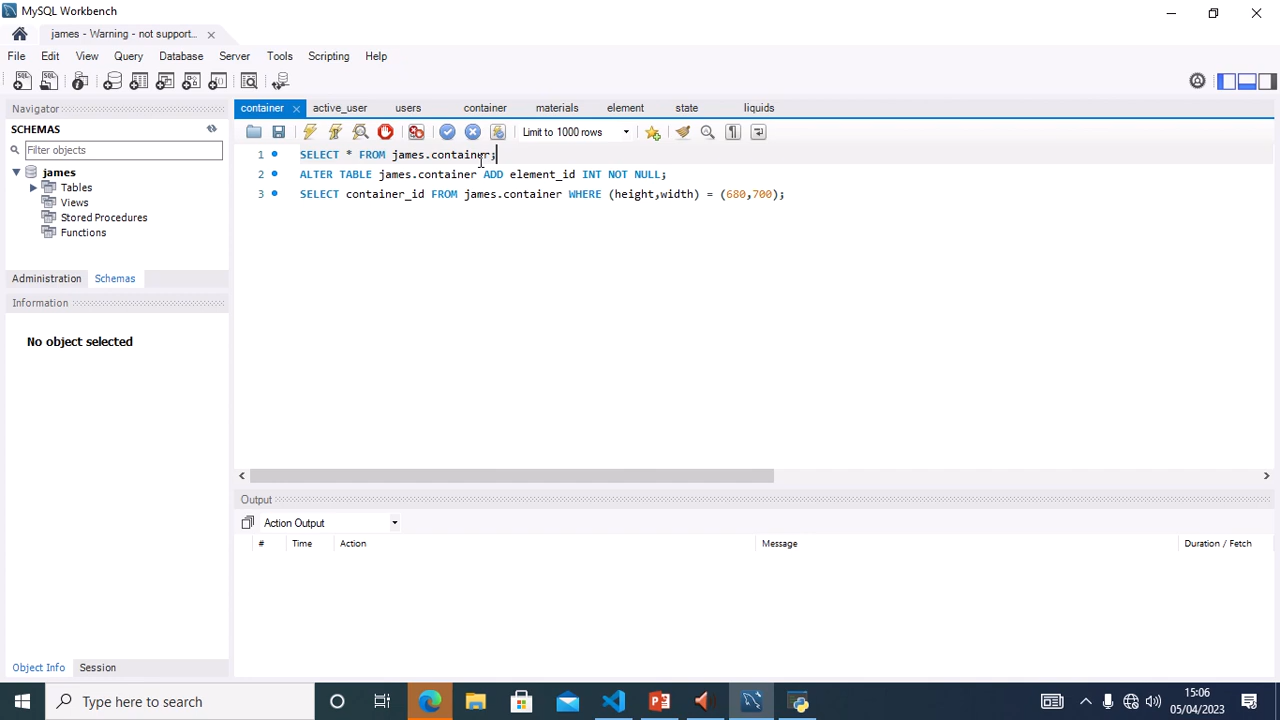 MySQL Workbench
james - Warning - not support...
File Edit View Query Database Server Tools Scripting Help
Navigator
SCHEMAS
Filter objects
james
Tables
Views
Stored Procedures
Functions
Administration Schemas
Information
No object selected
Object Info Session
container active_user users container materials element state liquids
Limit to 1000 rows
1 SELECT * FROM james.container;
2 ALTER TABLE james.container ADD element_id INT NOT NULL;
3 SELECT container_id FROM james.container WHERE (height,width) = (680,700);
Output
Action Output
# Time Action Message Duration / Fetch
Type here to search
15:06
05/04/2023